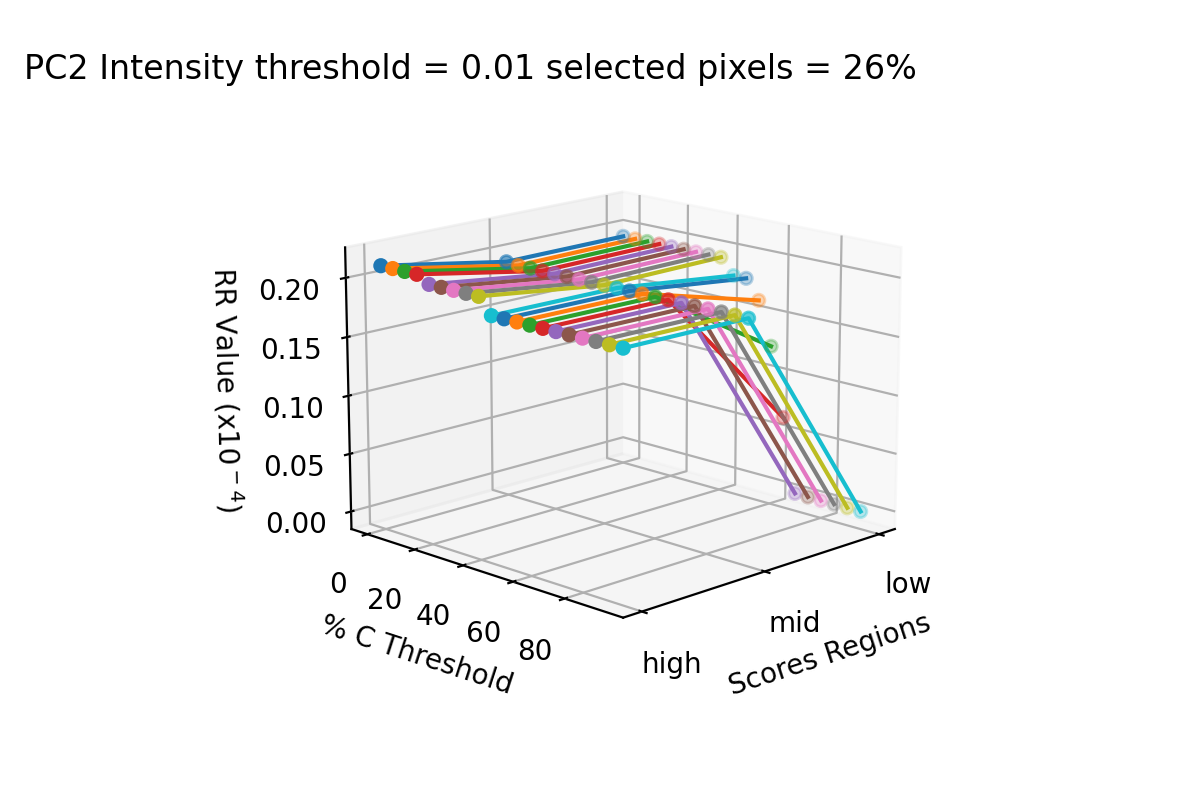 PC2 Intensity threshold = 0.01 selected pixels = 26%
RR Value (x10⁻⁴)
0.20
0.15
0.10
0.05
0.00
0
20
40
60
80
% C Threshold
high
mid
low
Scores Regions